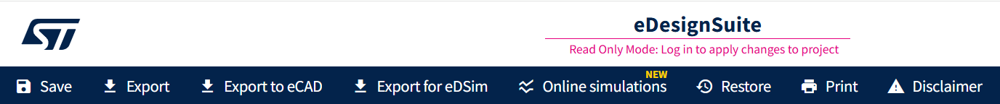 ST
eDesignSuite
Read Only Mode: Log in to apply changes to project
NEW
Save Export Export to eCAD Export for eDSim Online simulations Restore Print Disclaimer